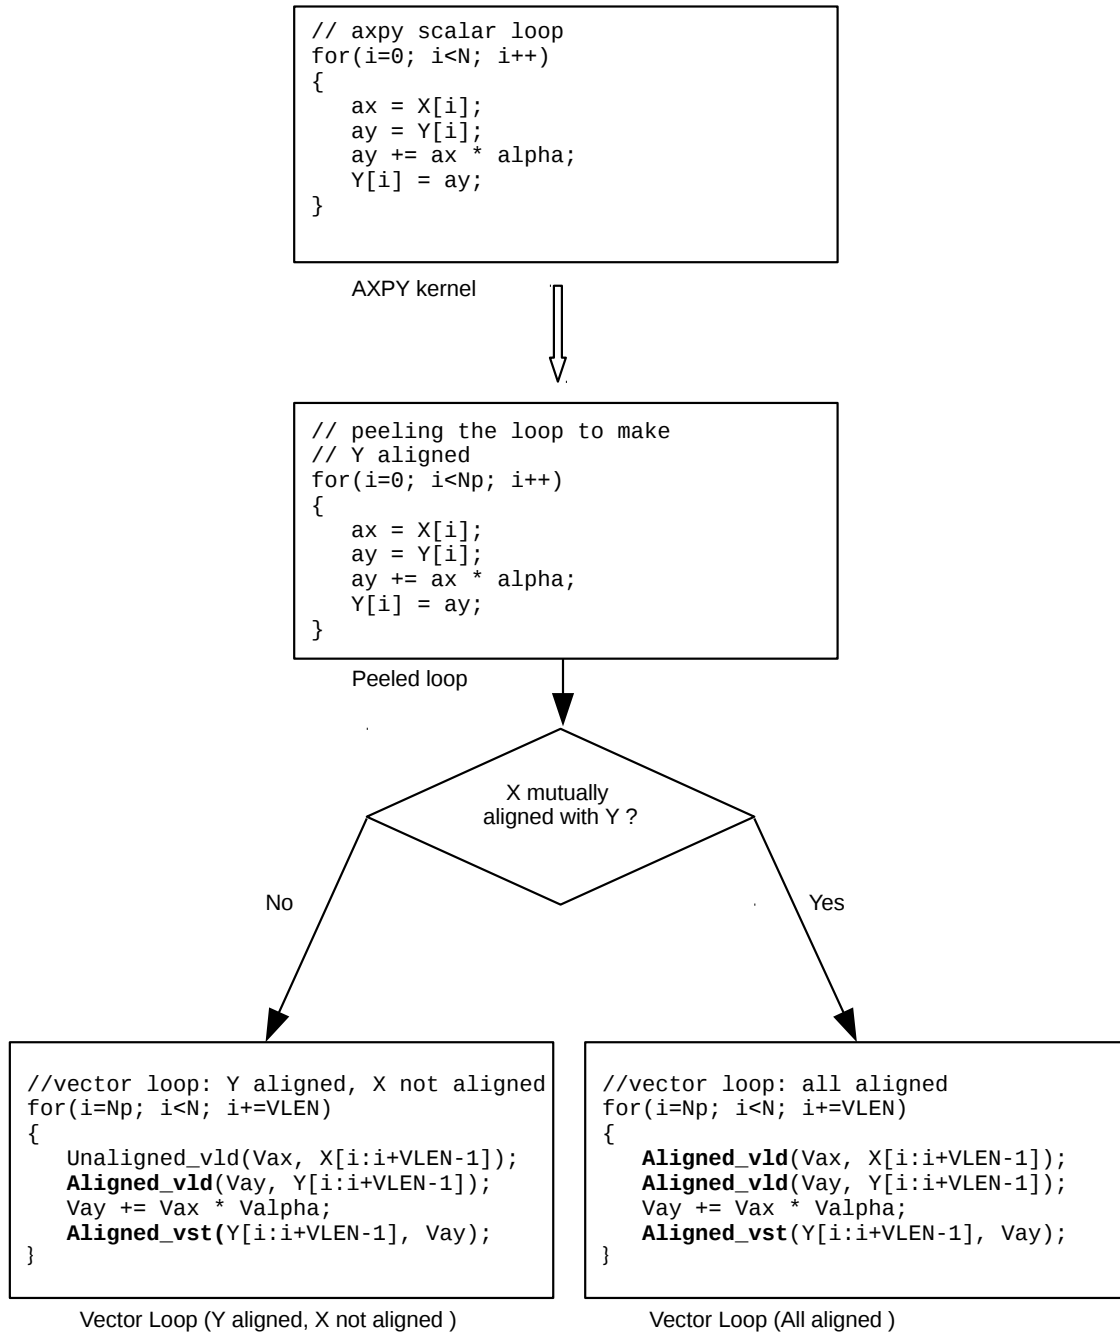 // axpy scalar loop
for(i=0; i<N; i++)
{
   ax = X[i];
   ay = Y[i];
   ay += ax * alpha;
   Y[i] = ay;
}
AXPY kernel
// peeling the loop to make
// Y aligned
for(i=0; i<Np; i++)
{
   ax = X[i];
   ay = Y[i];
   ay += ax * alpha;
   Y[i] = ay;
}
Peeled loop
X mutually
aligned with Y ?
No
Yes
//vector loop: Y aligned, X not aligned
for(i=Np; i<N; i+=VLEN)
{
   Unaligned_vld(Vax, X[i:i+VLEN-1]);
   Aligned_vld(Vay, Y[i:i+VLEN-1]);
   Vay += Vax * Valpha;
   Aligned_vst(Y[i:i+VLEN-1], Vay);
}
Vector Loop (Y aligned, X not aligned )
//vector loop: all aligned
for(i=Np; i<N; i+=VLEN)
{
   Aligned_vld(Vax, X[i:i+VLEN-1]);
   Aligned_vld(Vay, Y[i:i+VLEN-1]);
   Vay += Vax * Valpha;
   Aligned_vst(Y[i:i+VLEN-1], Vay);
}
Vector Loop (All aligned )